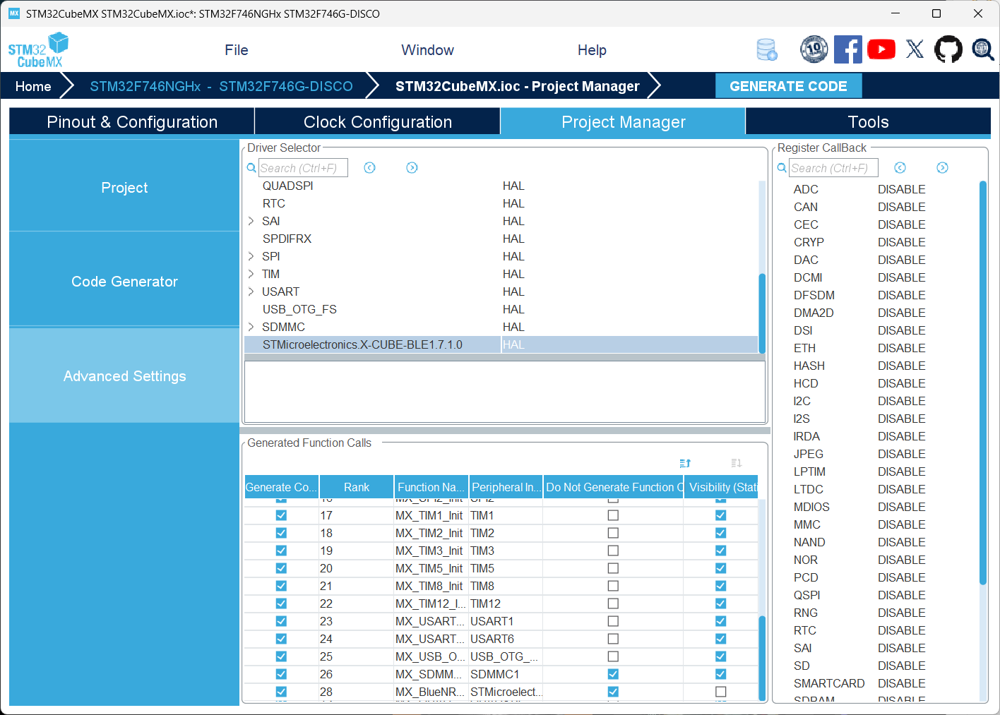 MX STM32CubeMX STM32CubeMX.ioc*: STM32F746NGHx STM32F746G-DISCO
STM32
CubeMX
File Window Help
10
YEARS
Home STM32F746NGHx - STM32F746G-DISCO STM32CubeMX.ioc - Project Manager GENERATE CODE
Pinout & Configuration Clock Configuration Project Manager Tools
Project
Code Generator
Advanced Settings
Driver Selector
Search (Ctrl+F)
QUADSPI HAL
RTC HAL
SAI HAL
SPDIFRX HAL
SPI HAL
TIM HAL
USART HAL
USB_OTG_FS HAL
SDMMC HAL
STMicroelectronics.X-CUBE-BLE1.7.1.0 HAL
Generated Function Calls
Generate Co... Rank Function Na... Peripheral In... Do Not Generate Function C Visibility (Stati
16 MX_SPI2_Init SPI2
17 MX_TIM1_Init TIM1
18 MX_TIM2_Init TIM2
19 MX_TIM3_Init TIM3
20 MX_TIM5_Init TIM5
21 MX_TIM8_Init TIM8
22 MX_TIM12_I... TIM12
23 MX_USART... USART1
24 MX_USART... USART6
25 MX_USB_O... USB_OTG_...
26 MX_SDMM... SDMMC1
28 MX_BlueNR... STMicroelect...
Register CallBack
Search (Ctrl+F)
ADC DISABLE
CAN DISABLE
CEC DISABLE
CRYP DISABLE
DAC DISABLE
DCMI DISABLE
DFSDM DISABLE
DMA2D DISABLE
DSI DISABLE
ETH DISABLE
HASH DISABLE
HCD DISABLE
I2C DISABLE
I2S DISABLE
IRDA DISABLE
JPEG DISABLE
LPTIM DISABLE
LTDC DISABLE
MDIOS DISABLE
MMC DISABLE
NAND DISABLE
NOR DISABLE
PCD DISABLE
QSPI DISABLE
RNG DISABLE
RTC DISABLE
SAI DISABLE
SD DISABLE
SMARTCARD DISABLE
SDRAM DISABLE